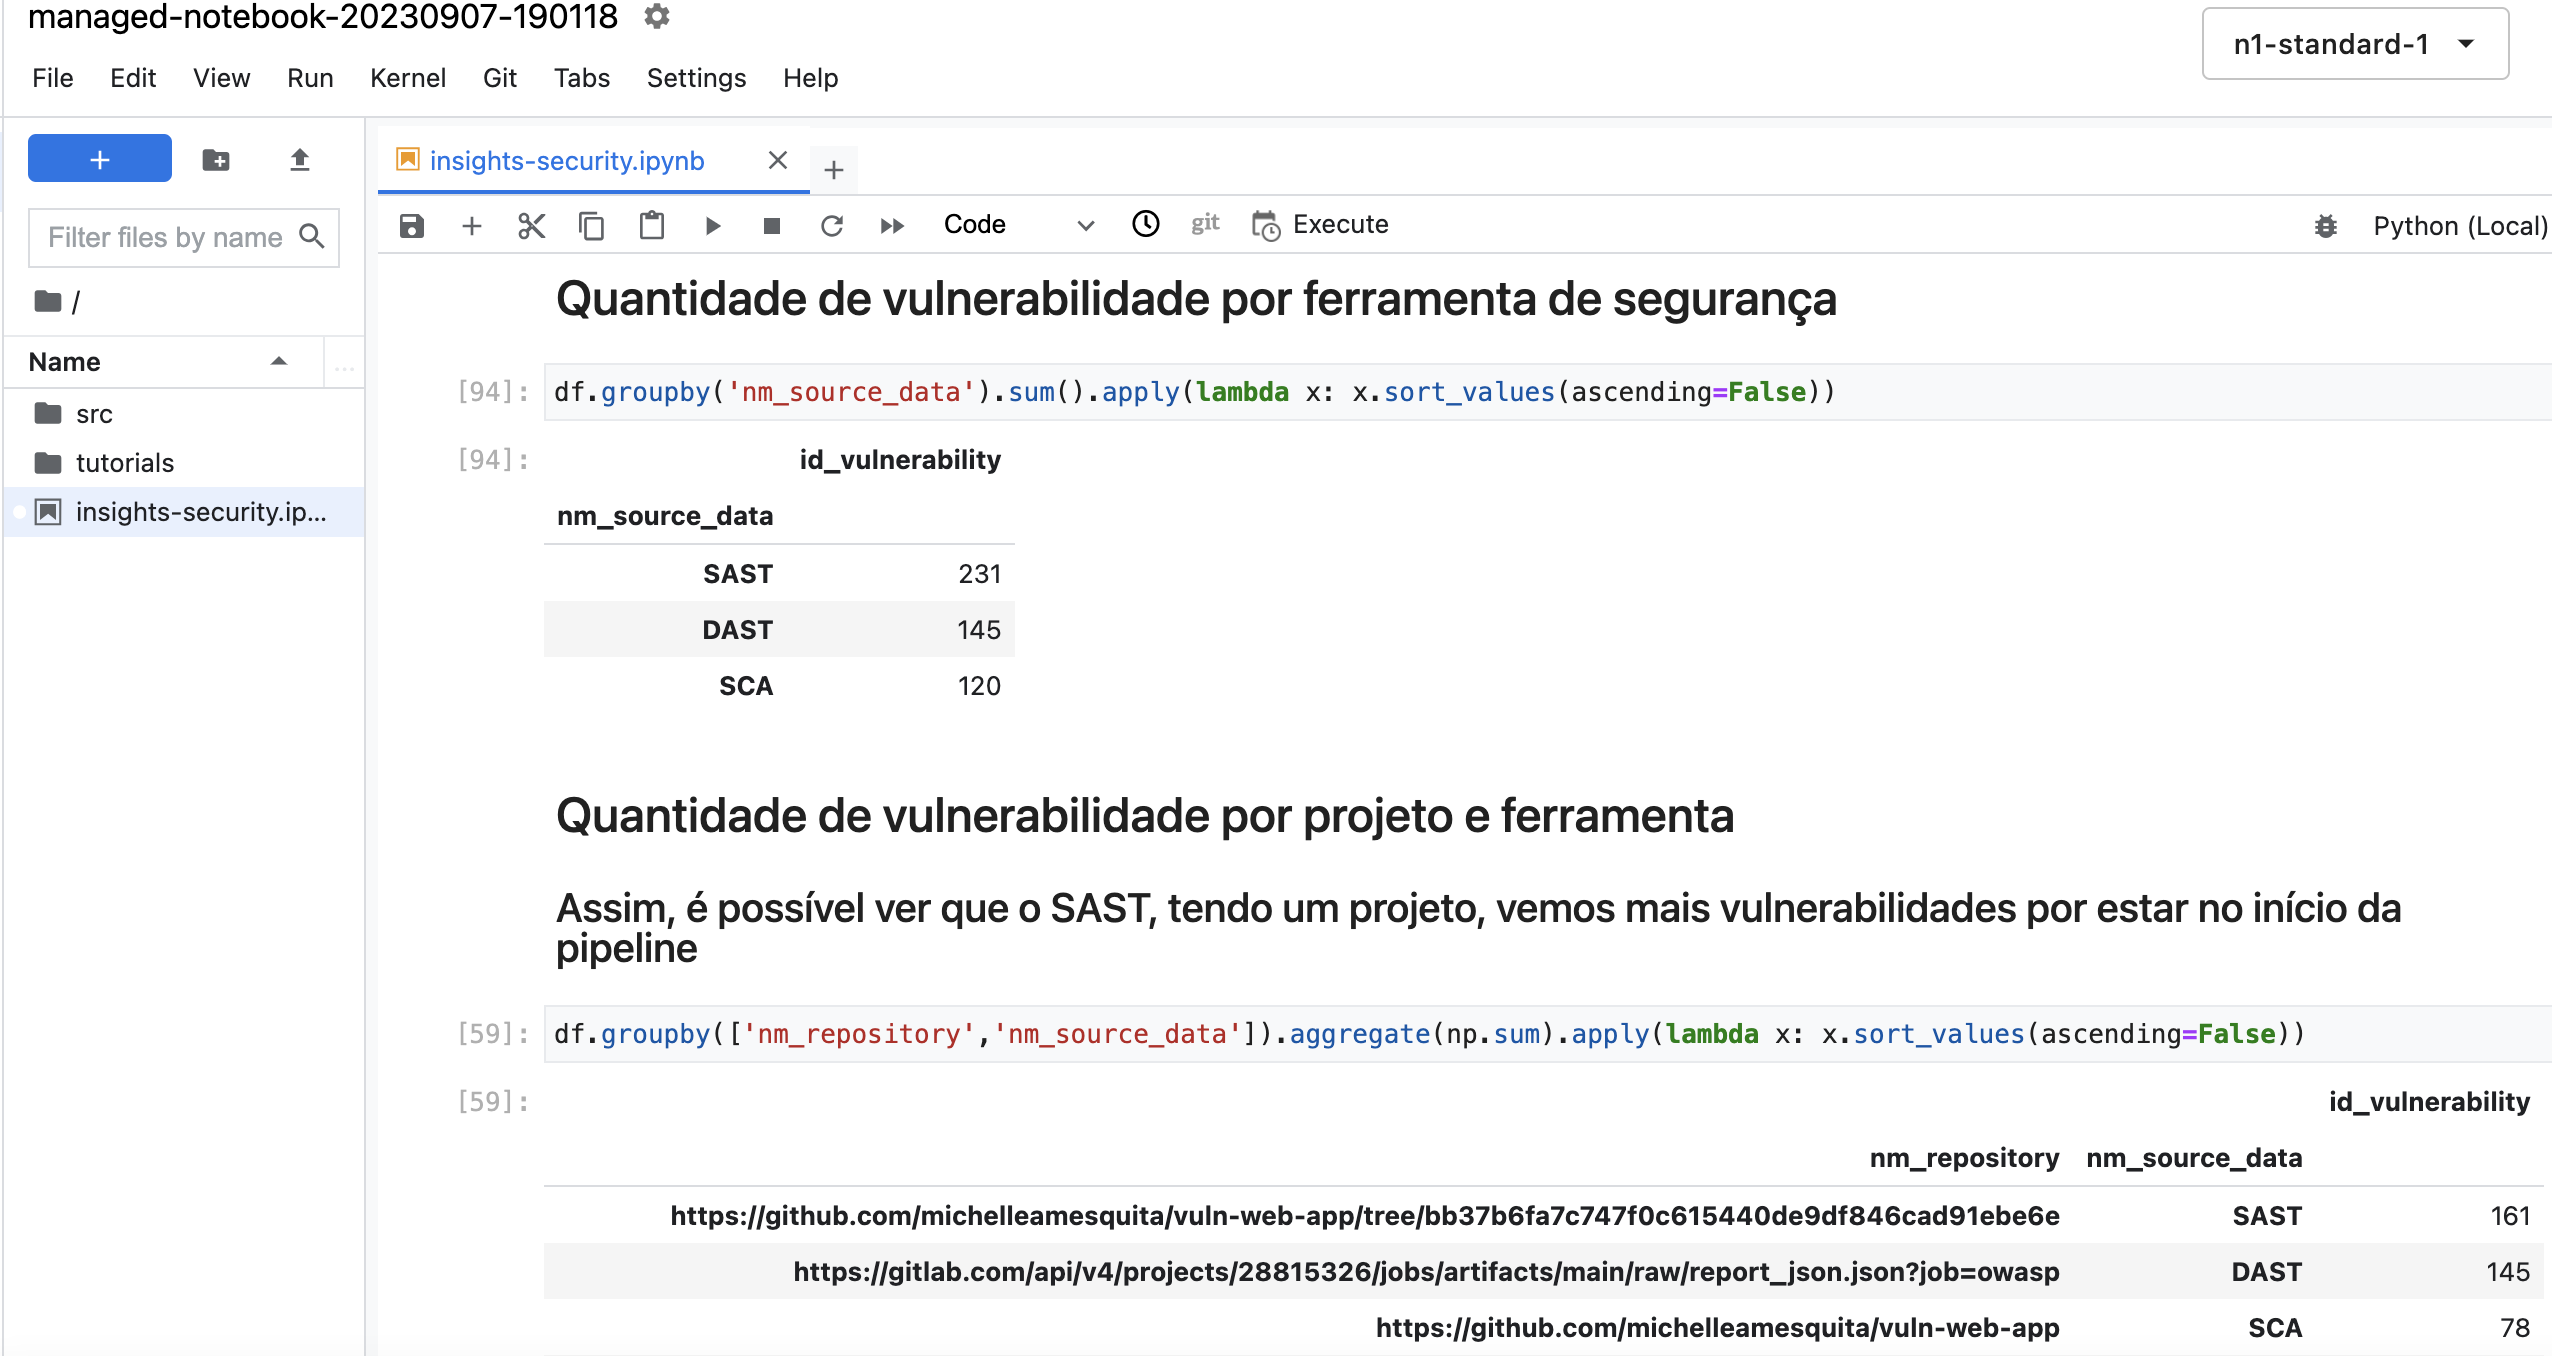 managed-notebook-20230907-190118
n1-standard-1
File Edit View Run Kernel Git Tabs Settings Help
insights-security.ipynb
Filter files by name
/
Name ...
src
tutorials
insights-security.ip...
Code git Execute Python (Local)
Quantidade de vulnerabilidade por ferramenta de segurança
[94]: df.groupby('nm_source_data').sum().apply(lambda x: x.sort_values(ascending=False))
[94]: id_vulnerability
nm_source_data
SAST 231
DAST 145
SCA 120
Quantidade de vulnerabilidade por projeto e ferramenta
Assim, é possível ver que o SAST, tendo um projeto, vemos mais vulnerabilidades por estar no início da
pipeline
[59]: df.groupby(['nm_repository','nm_source_data']).aggregate(np.sum).apply(lambda x: x.sort_values(ascending=False))
[59]: id_vulnerability
nm_repository nm_source_data
https://github.com/michelleamesquita/vuln-web-app/tree/bb37b6fa7c747f0c615440de9df846cad91ebe6e SAST 161
https://gitlab.com/api/v4/projects/28815326/jobs/artifacts/main/raw/report_json.json?job=owasp DAST 145
https://github.com/michelleamesquita/vuln-web-app SCA 78